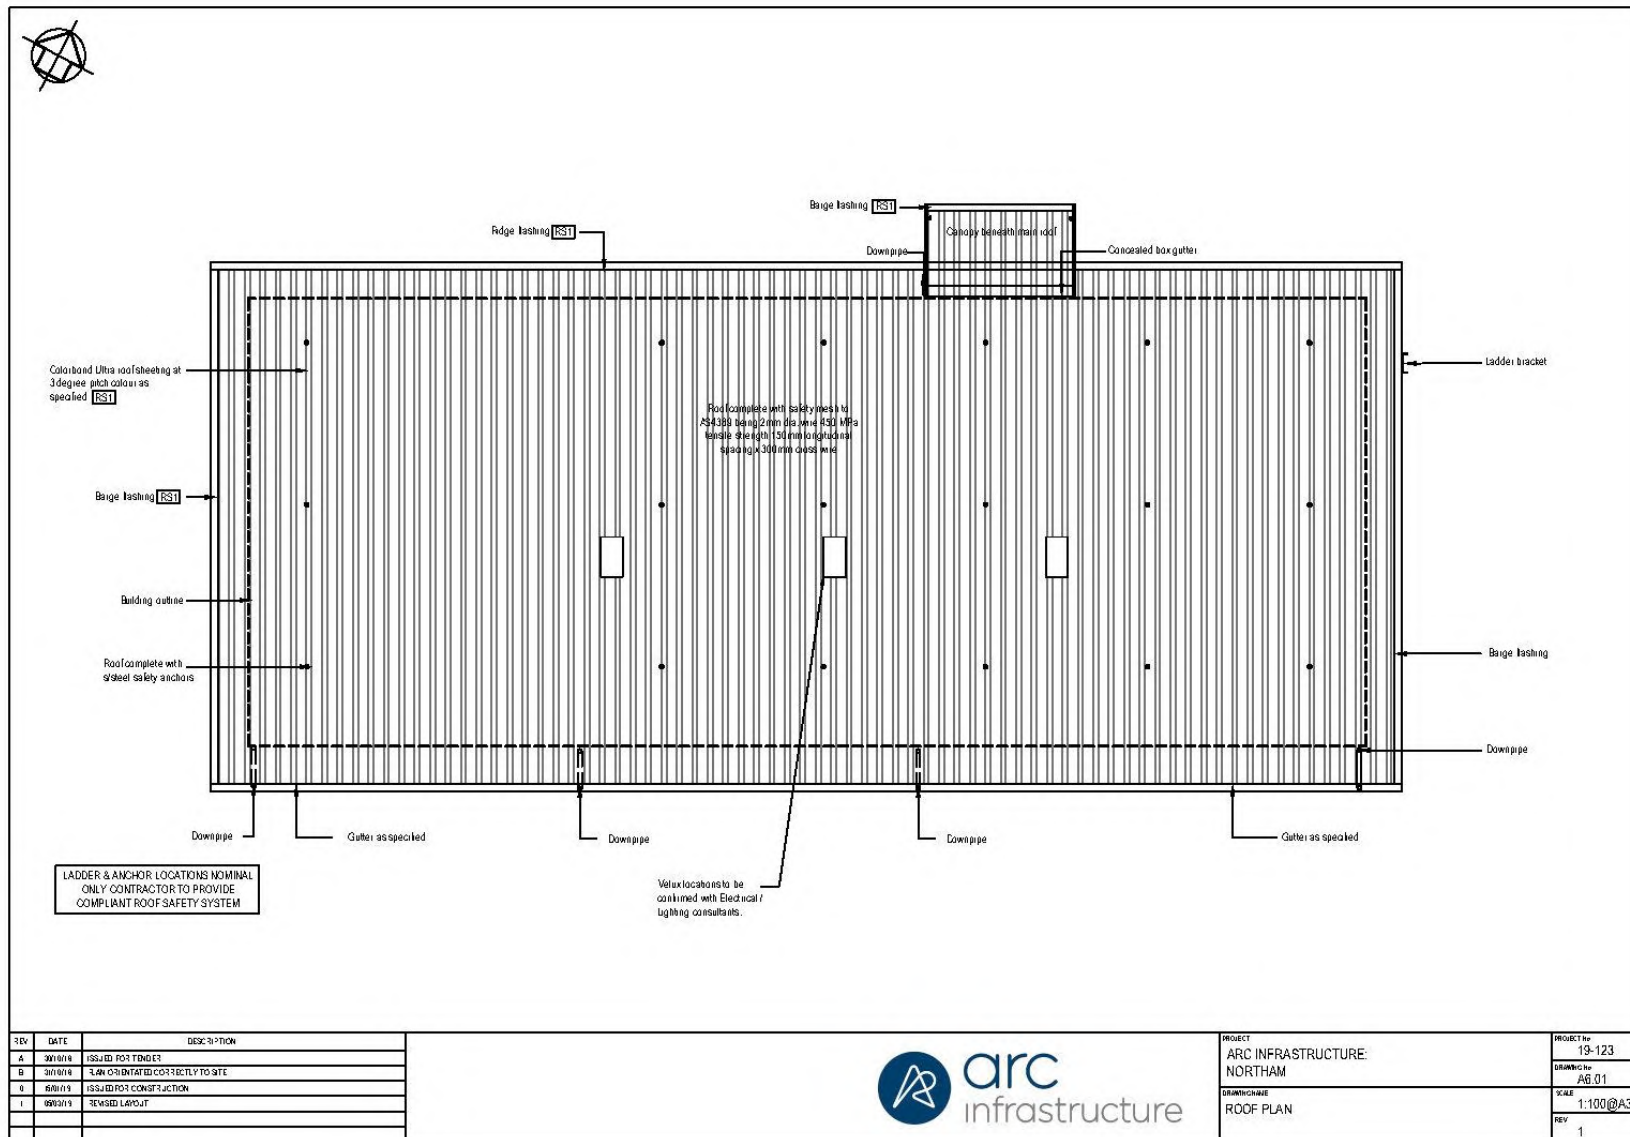 Barge flashing RS1
Ridge flashing RS1
Canopy beneath main roof
Downpipe
Concealed box gutter
Colorbond Ultra roof sheeting at
3 degree pitch colour as
specified RS1
Ladder bracket
Roof complete with safety mesh to
AS4389 being 2mm dia. wire 450 MPa
tensile strength 150mm longitudinal
spacing x 300mm cross wire
Barge flashing RS1
Building outline
Roof complete with
s/steel safety anchors
Barge flashing
Downpipe
Downpipe
Gutter as specified
Downpipe
Downpipe
Gutter as specified
LADDER & ANCHOR LOCATIONS NOMINAL
ONLY CONTRACTOR TO PROVIDE
COMPLIANT ROOF SAFETY SYSTEM
Velux locations to be
confirmed with Electrical /
Lighting consultants.
REV DATE DESCRIPTION
A ISSUED FOR TENDER
B PLAN ORIENTATED CORRECTLY TO SITE
0 ISSUED FOR CONSTRUCTION
1 REVISED LAYOUT
arc
infrastructure
PROJECT
ARC INFRASTRUCTURE:
NORTHAM
DRAWING NAME
ROOF PLAN
PROJECT No
19-123
DRAWING No
A6.01
SCALE
1:100@A3
REV
1